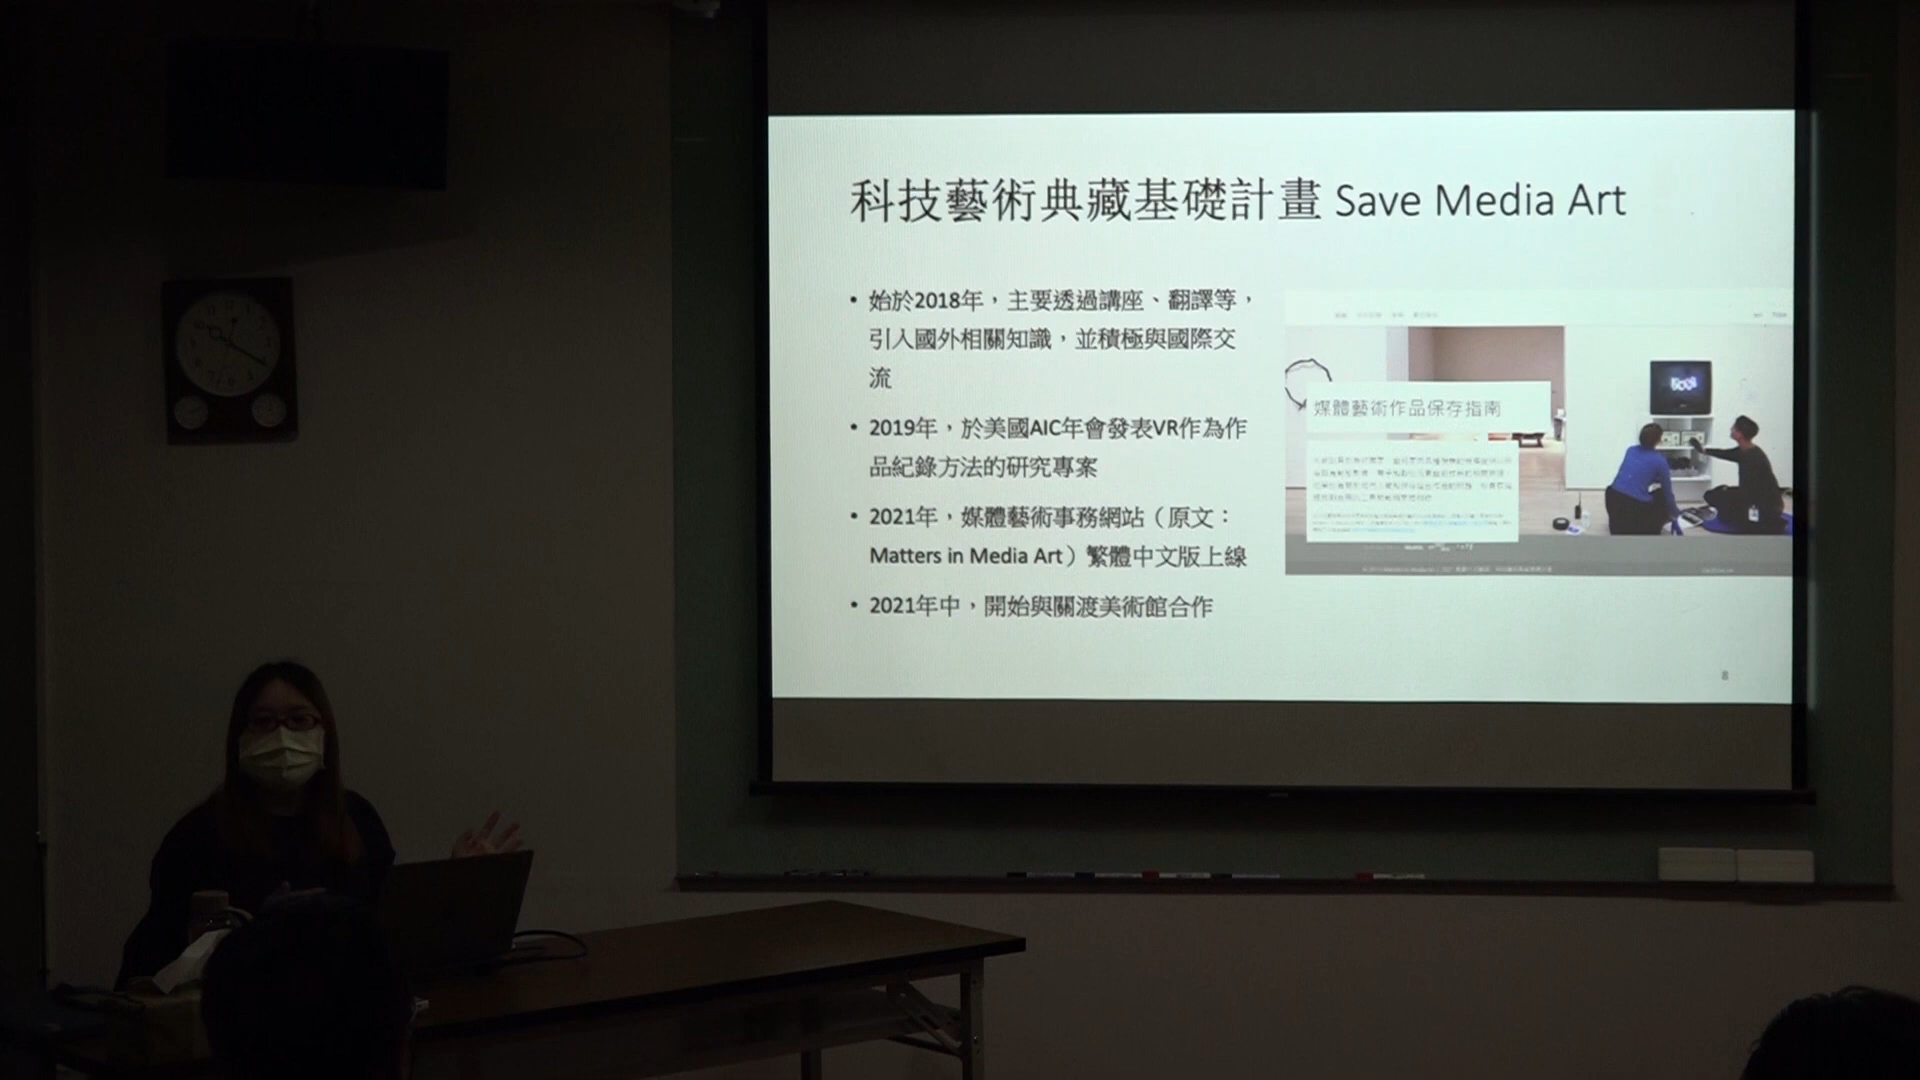 科技藝術典藏基礎計畫 Save Media Art
• 始於2018年，主要透過講座、翻譯等，
引入國外相關知識，並積極與國際交
流
• 2019年，於美國AIC年會發表VR作為作
品紀錄方法的研究專案
• 2021年，媒體藝術事務網站（原文：
Matters in Media Art）繁體中文版上線
• 2021年中，開始與關渡美術館合作
媒體藝術作品保存指南
8